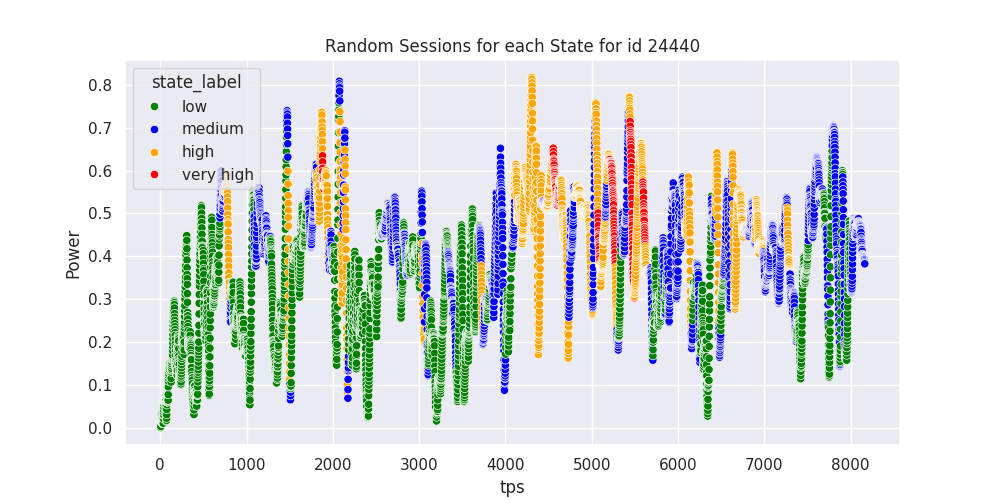 Random Sessions for each State for id 24440
state_label
low
medium
high
very high
Power
0.8
0.7
0.6
0.5
0.4
0.3
0.2
0.1
0.0
0 1000 2000 3000 4000 5000 6000 7000 8000
tps